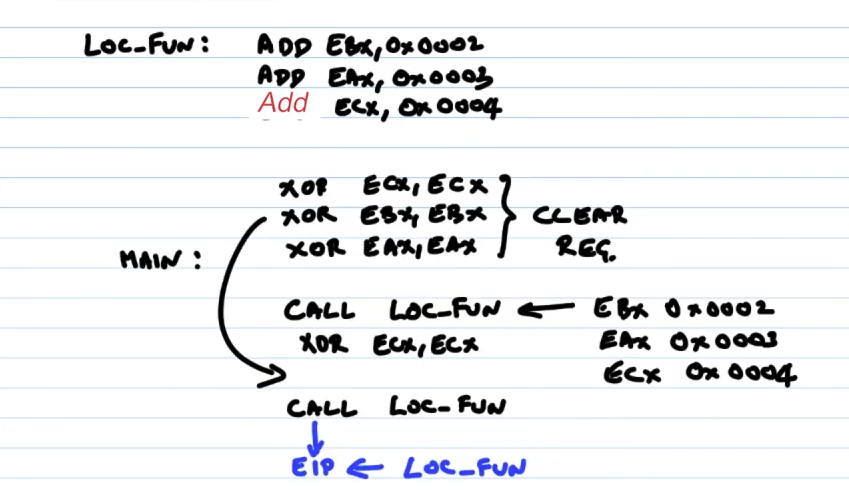 LOC_FUN: ADD EBX, 0x0002
ADD EAX, 0x0003
Add ECX, 0x0004
XOR ECX, ECX
XOR EBX, EBX } CLEAR
XOR EAX, EAX REG.
MAIN:
CALL LOC_FUN ← EBX 0x0002
XOR ECX, ECX EAX 0x0003
ECX 0x0004
CALL LOC_FUN
EIP ← LOC_FUN